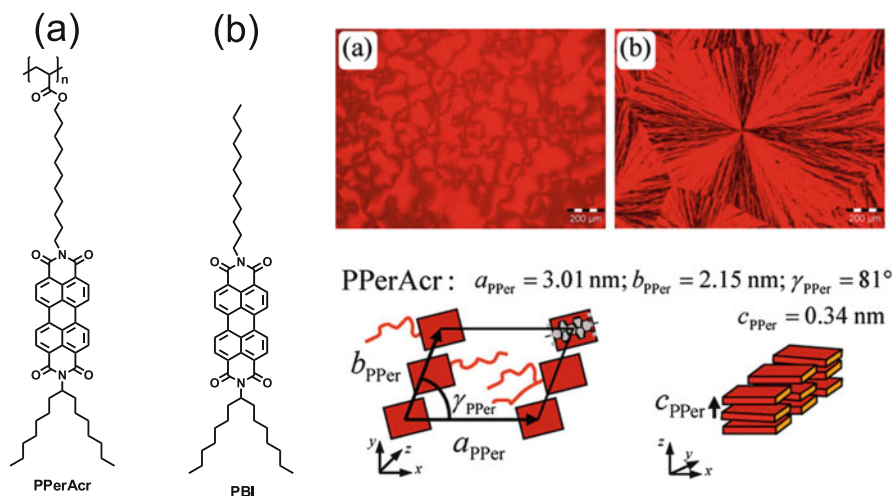 (a)
(b)
n
O
O
O N O
O N O
PPerAcr
O N O
O N O
PBI
(a)
200 µm
(b)
200 µm
PPerAcr: a_PPer = 3.01 nm; b_PPer = 2.15 nm; γ_PPer = 81°
c_PPer = 0.34 nm
b_PPer
γ_PPer
a_PPer
y
z
x
c_PPer
z
y
x